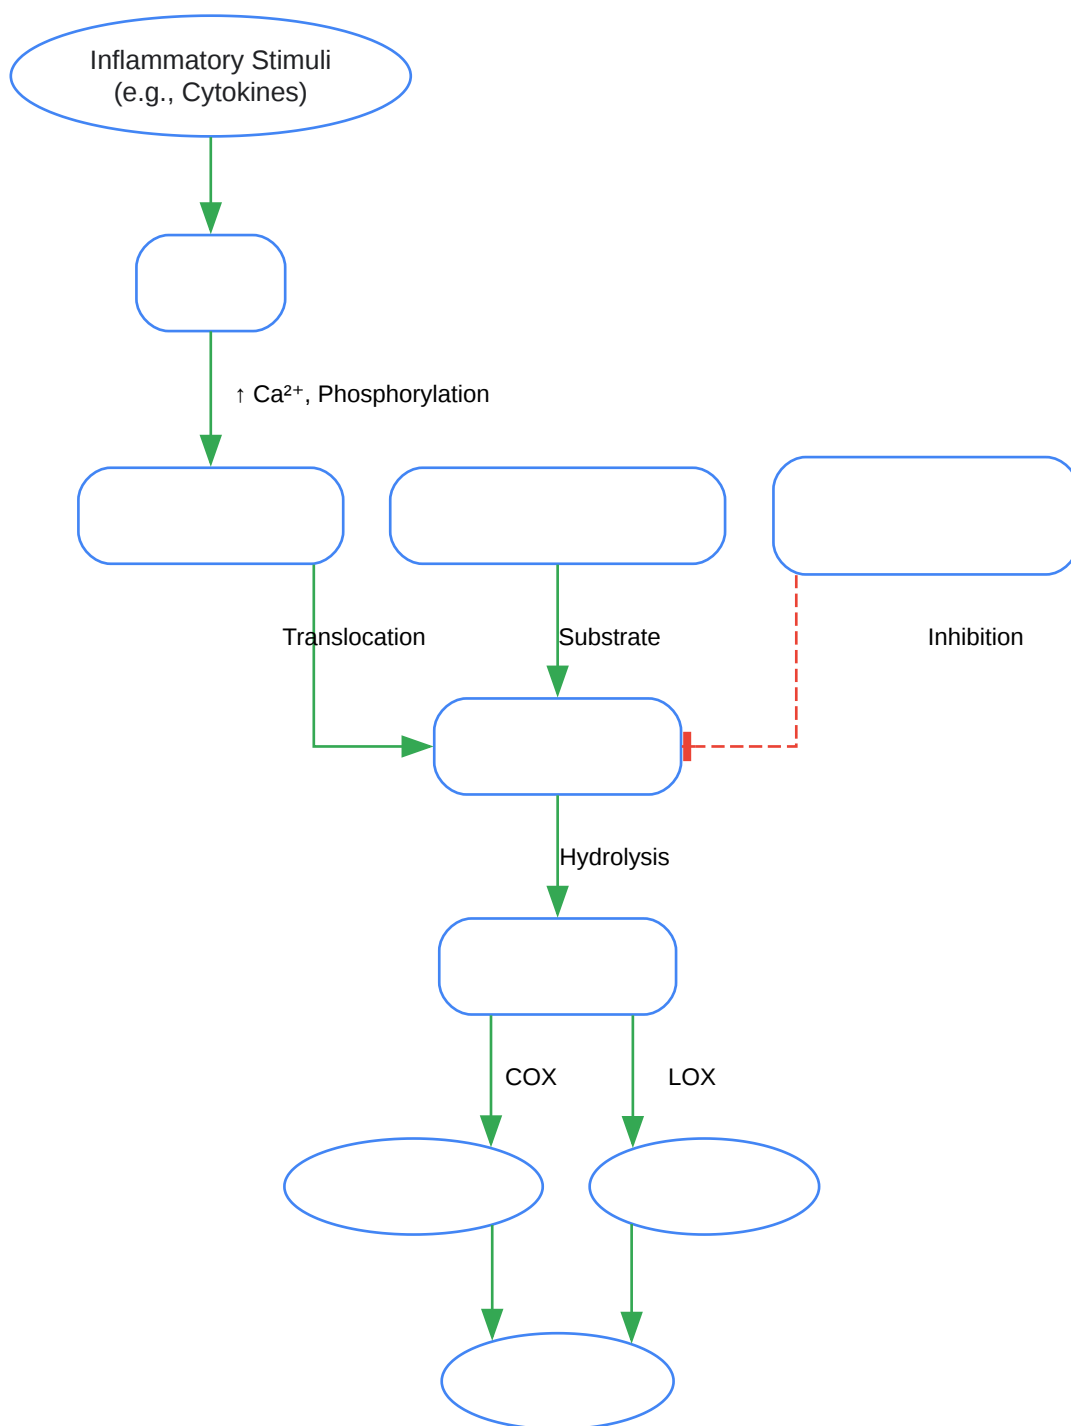 Inflammatory Stimuli
(e.g., Cytokines)
↑ Ca²⁺, Phosphorylation
Translocation
Substrate
Inhibition
Hydrolysis
COX
LOX